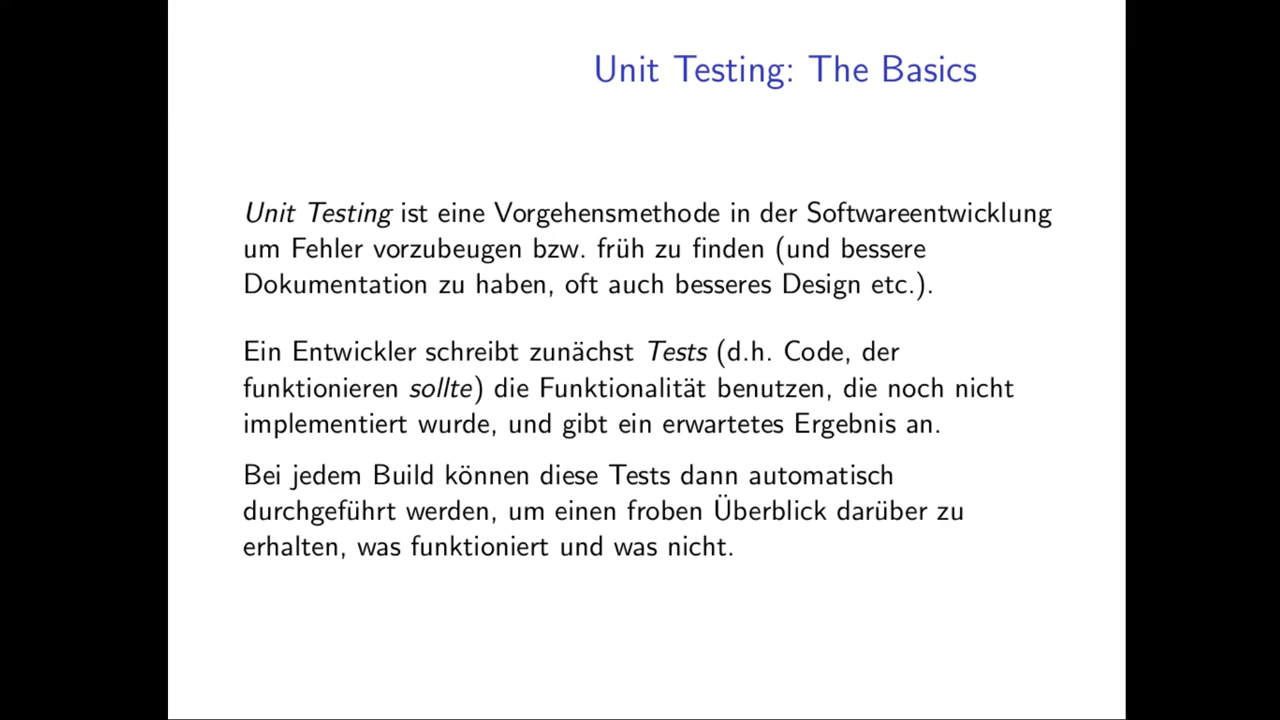 Unit Testing: The Basics
Unit Testing ist eine Vorgehensmethode in der Softwareentwicklung
um Fehler vorzubeugen bzw. früh zu finden (und bessere
Dokumentation zu haben, oft auch besseres Design etc.).
Ein Entwickler schreibt zunächst Tests (d.h. Code, der
funktionieren sollte) die Funktionalität benutzen, die noch nicht
implementiert wurde, und gibt ein erwartetes Ergebnis an.
Bei jedem Build können diese Tests dann automatisch
durchgeführt werden, um einen froben Überblick darüber zu
erhalten, was funktioniert und was nicht.